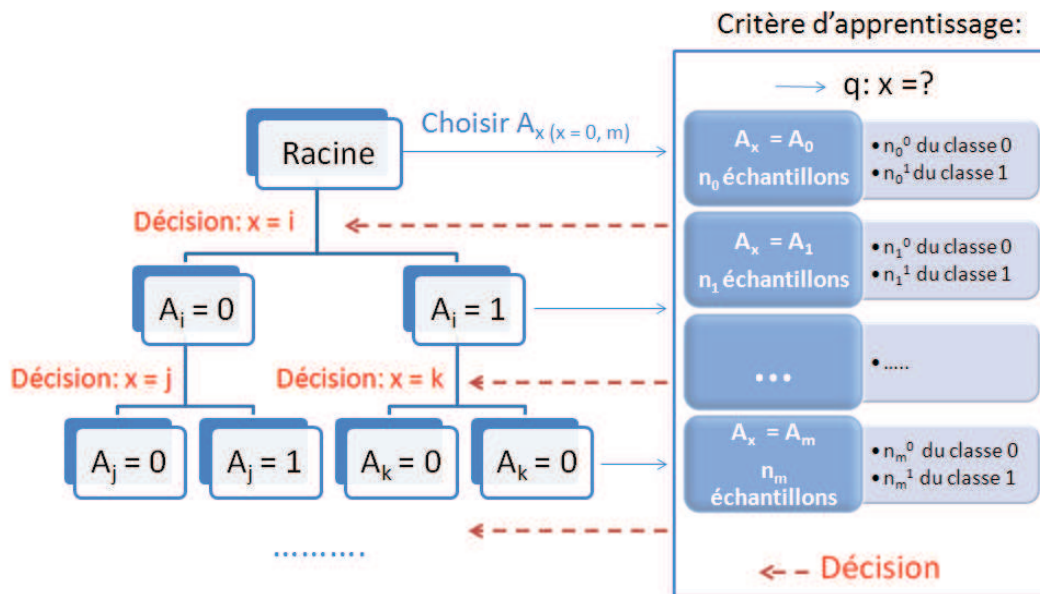 Critère d'apprentissage:
q: x =?
Choisir Aₓ (x = 0, m)
Racine
Aₓ = A₀
n₀ échantillons
• n₀⁰ du classe 0
• n₀¹ du classe 1
Décision: x = i
Aₓ = A₁
n₁ échantillons
• n₁⁰ du classe 0
• n₁¹ du classe 1
Aᵢ = 0
Aᵢ = 1
...
• .....
Décision: x = j
Décision: x = k
Aⱼ = 0
Aⱼ = 1
Aₖ = 0
Aₖ = 0
Aₓ = Aₘ
nₘ
échantillons
• nₘ⁰ du classe 0
• nₘ¹ du classe 1
..........
Décision